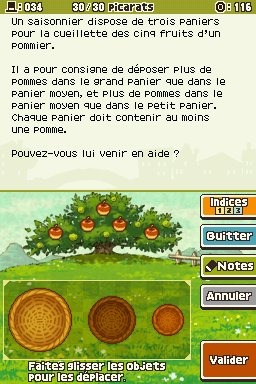 :034
30/30 picarats
:116
Un saisonnier dispose de trois paniers
pour la cueillette des cinq fruits d'un
pommier.
Il a pour consigne de déposer plus de
pommes dans le grand panier que dans le
panier moyen, et plus de pommes dans le
panier moyen que dans le petit panier.
Chaque panier doit contenir au moins
une pomme.
Pouvez-vous lui venir en aide ?
Indices
1 2 3
Quitter
Notes
Annuler
Valider
Faites glisser les objets
pour les déplacer.